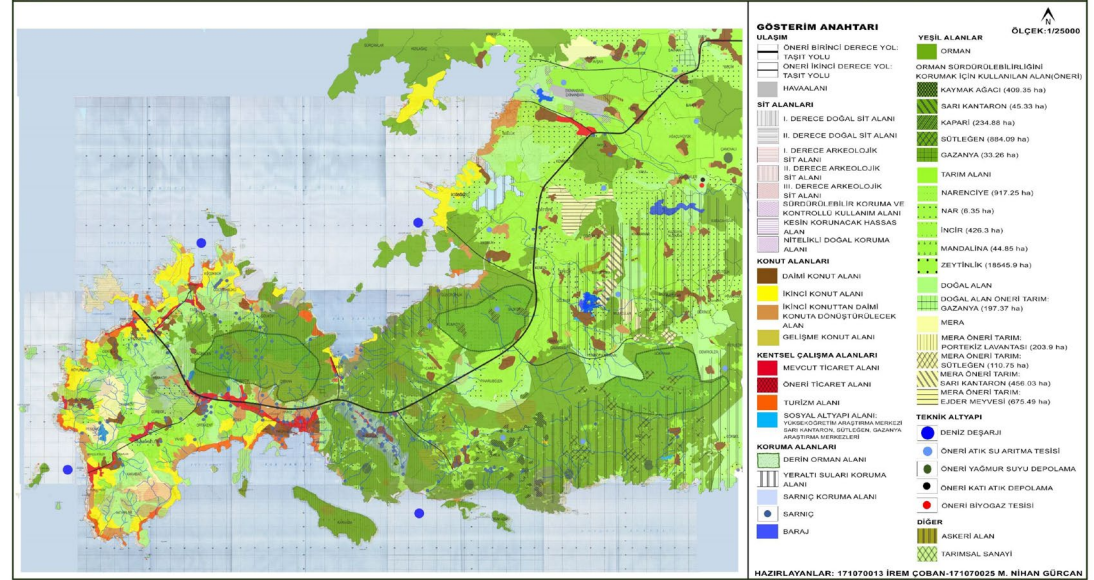 GÖSTERİM ANAHTARI
ULAŞIM
ÖNERİ BİRİNCİ DERECE YOL:
TAŞIT YOLU
ÖNERİ İKİNCİ DERECE YOL:
TAŞIT YOLU
HAVAALANI
SİT ALANLARI
I. DERECE DOĞAL SİT ALANI
II. DERECE DOĞAL SİT ALANI
I. DERECE ARKEOLOJİK
SİT ALANI
II. DERECE ARKEOLOJİK
SİT ALANI
III. DERECE ARKEOLOJİK
SİT ALANI
SÜRDÜRÜLEBİLİR KORUMA VE
KONTROLLÜ KULLANIM ALANI
KESİN KORUNACAK HASSAS
ALAN
NİTELİKLİ DOĞAL KORUMA
ALANI
KONUT ALANLARI
DAİMİ KONUT ALANI
İKİNCİ KONUT ALANI
İKİNCİ KONUTTAN DAİMİ
KONUTA DÖNÜŞTÜRÜLECEK
ALAN
GELİŞME KONUT ALANI
KENTSEL ÇALIŞMA ALANLARI
MEVCUT TİCARET ALANI
ÖNERİ TİCARET ALANI
TURİZM ALANI
SOSYAL ALTYAPI ALANI:
YÜKSEKÖĞRETİM ARAŞTIRMA MERKEZİ
SARI KANTARON, SÜTLEĞEN, GAZANYA
ARAŞTIRMA MERKEZLERİ
KORUMA ALANLARI
DERİN ORMAN ALANI
YERALTI SULARI KORUMA
ALANI
SARNIÇ KORUMA ALANI
SARNIÇ
BARAJ
N
ÖLÇEK:1/25000
YEŞİL ALANLAR
ORMAN
ORMAN SÜRDÜRÜLEBİLİRLİĞİNİ
KORUMAK İÇİN KULLANILAN ALAN(ÖNERİ)
KAYMAK AĞACI (409.35 ha)
SARI KANTARON (45.33 ha)
KAPARİ (234.88 ha)
SÜTLEĞEN (884.09 ha)
GAZANYA (33.26 ha)
TARIM ALANI
NARENCİYE (917.25 ha)
NAR (6.35 ha)
İNCİR (426.3 ha)
MANDALİNA (44.85 ha)
ZEYTİNLİK (18545.9 ha)
DOĞAL ALAN
DOĞAL ALAN ÖNERİ TARIM:
GAZANYA (197.37 ha)
MERA
MERA ÖNERİ TARIM:
PORTEKİZ LAVANTASI (203.9 ha)
MERA ÖNERİ TARIM:
SÜTLEĞEN (110.75 ha)
MERA ÖNERİ TARIM:
SARI KANTARON (456.03 ha)
MERA ÖNERİ TARIM:
EJDER MEYVESİ (675.49 ha)
TEKNİK ALTYAPI
DENİZ DEŞARJI
ÖNERİ ATIK SU ARITMA TESİSİ
ÖNERİ YAĞMUR SUYU DEPOLAMA
ÖNERİ KATI ATIK DEPOLAMA
ÖNERİ BİYOGAZ TESİSİ
DİĞER
ASKERİ ALAN
TARIMSAL SANAYİ
HAZIRLAYANLAR: 171070013 İREM ÇOBAN-171070025 M. NİHAN GÜRCAN